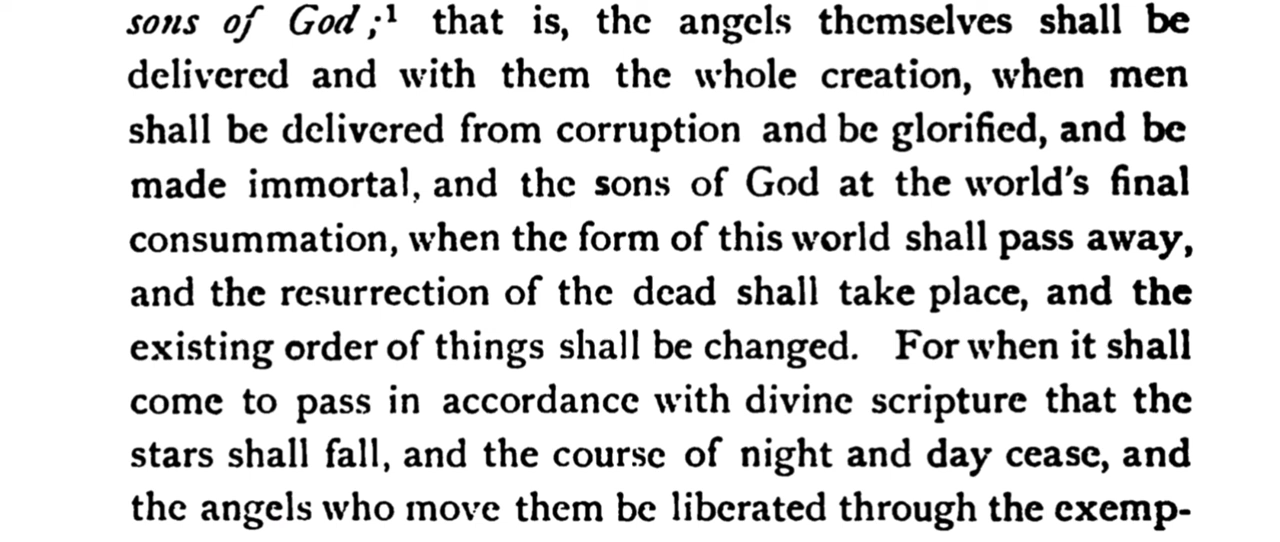 sons of God;¹ that is, the angels themselves shall be
delivered and with them the whole creation, when men
shall be delivered from corruption and be glorified, and be
made immortal, and the sons of God at the world's final
consummation, when the form of this world shall pass away,
and the resurrection of the dead shall take place, and the
existing order of things shall be changed. For when it shall
come to pass in accordance with divine scripture that the
stars shall fall, and the course of night and day cease, and
the angels who move them be liberated through the exemp-